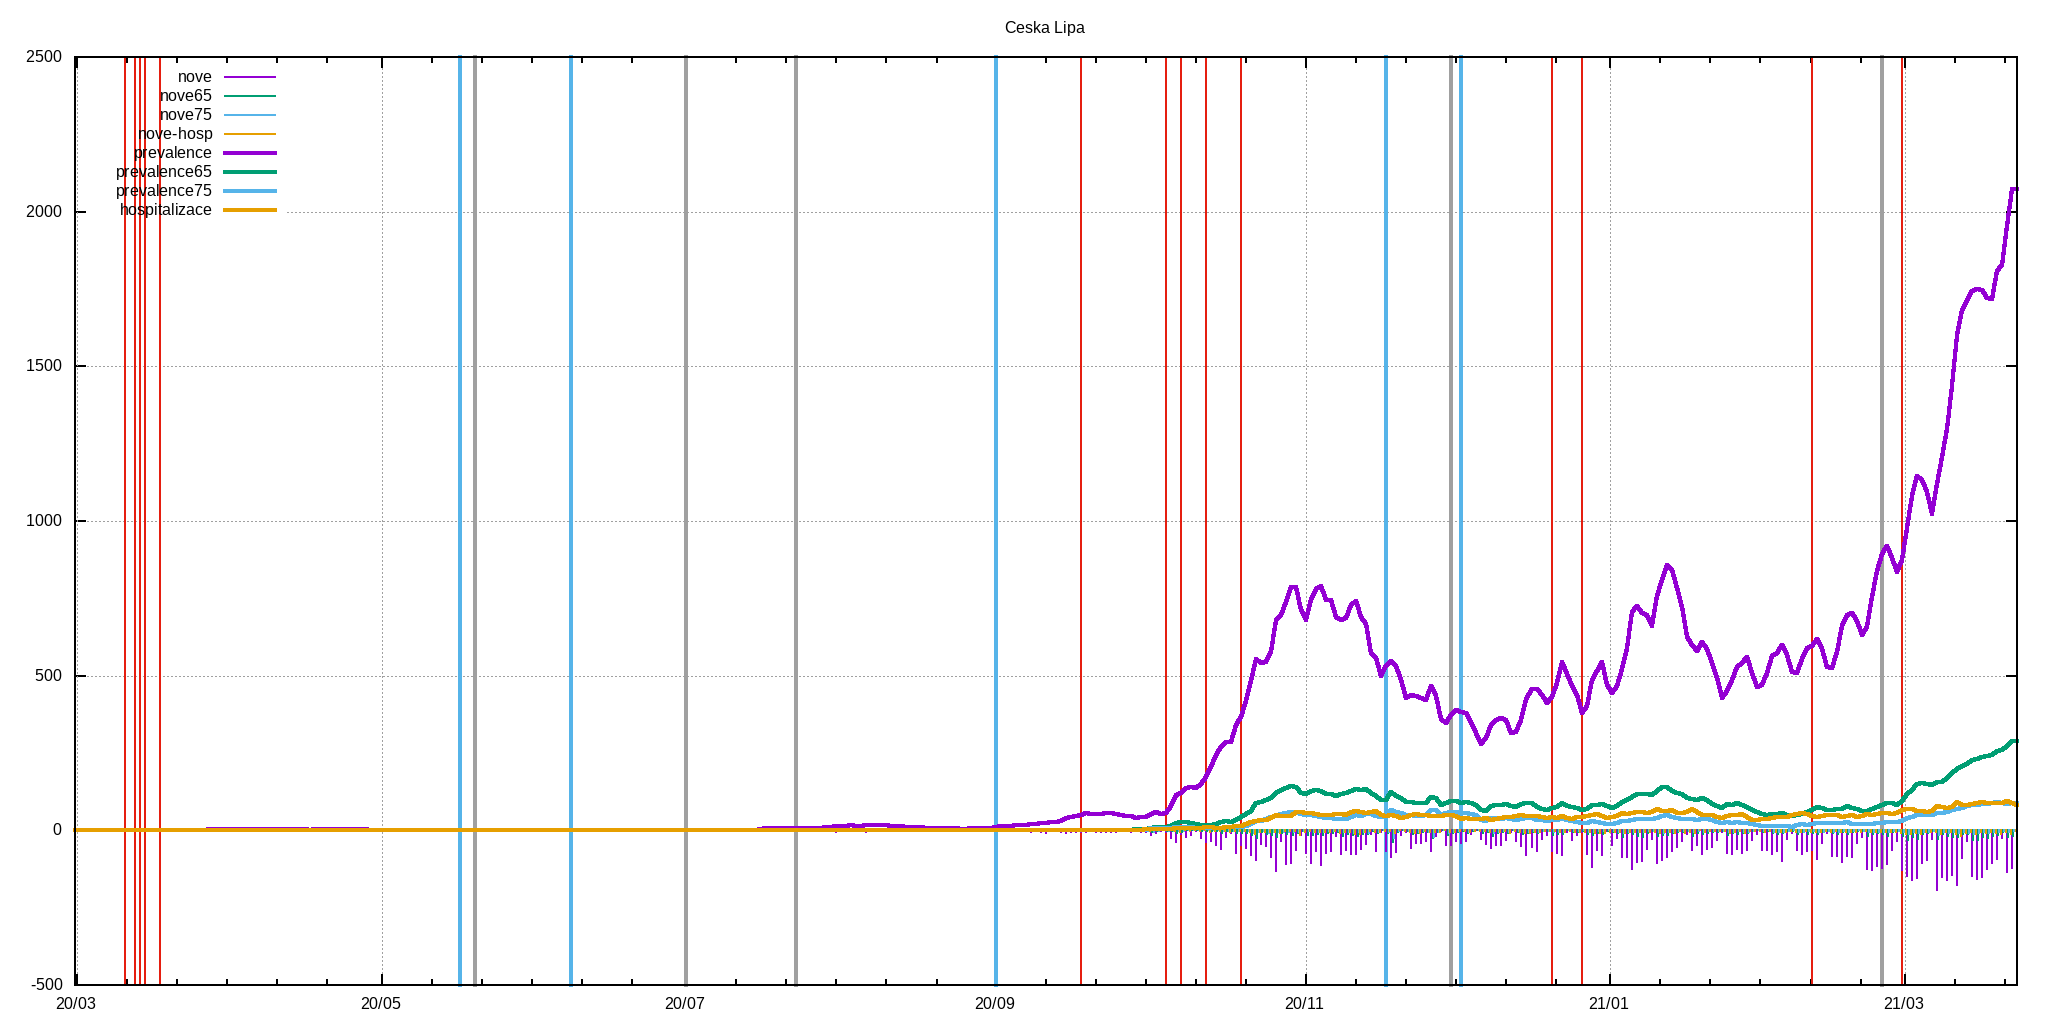 Ceska Lipa
2500
2000
1500
1000
500
0
-500
nove
nove65
nove75
nove-hosp
prevalence
prevalence65
prevalence75
hospitalizace
20/03
20/05
20/07
20/09
20/11
21/01
21/03